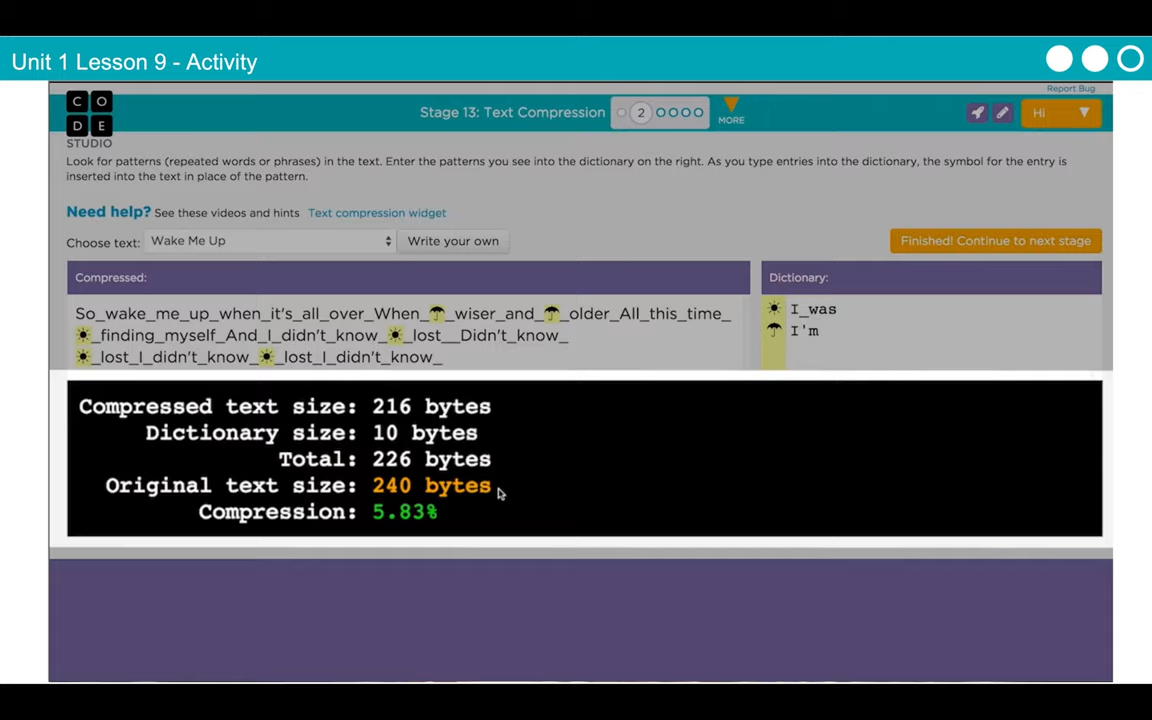 Unit 1 Lesson 9 - Activity
Report Bug
C O
D E
STUDIO
Stage 13: Text Compression
2
MORE
Hi
Look for patterns (repeated words or phrases) in the text. Enter the patterns you see into the dictionary on the right. As you type entries into the dictionary, the symbol for the entry is
inserted into the text in place of the pattern.
Need help? See these videos and hints Text compression widget
Choose text: Wake Me Up Write your own
Finished! Continue to next stage
Compressed:
So_wake_me_up_when_it's_all_over_When_☂_wiser_and_☂_older_All_this_time_
☀_finding_myself_And_I_didn't_know_☀_lost__Didn't_know_
☀_lost_I_didn't_know_☀_lost_I_didn't_know_
Dictionary:
☀ I_was
☂ I'm
Compressed text size: 216 bytes
Dictionary size: 10 bytes
Total: 226 bytes
Original text size: 240 bytes
Compression: 5.83%